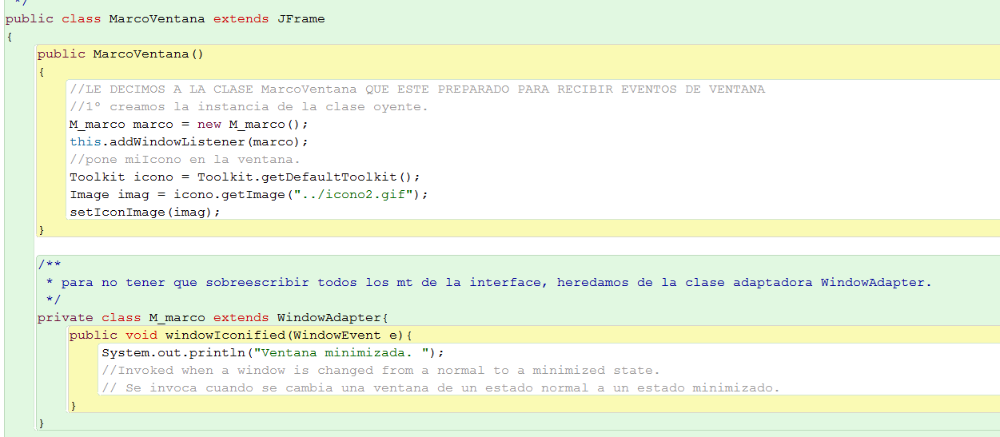 */
public class MarcoVentana extends JFrame
{
public MarcoVentana()
{
//LE DECIMOS A LA CLASE MarcoVentana QUE ESTE PREPARADO PARA RECIBIR EVENTOS DE VENTANA
//1º creamos la instancia de la clase oyente.
M_marco marco = new M_marco();
this.addWindowListener(marco);
//pone miIcono en la ventana.
Toolkit icono = Toolkit.getDefaultToolkit();
Image imag = icono.getImage("../icono2.gif");
setIconImage(imag);
}
/**
* para no tener que sobreescribir todos los mt de la interface, heredamos de la clase adaptadora WindowAdapter.
*/
private class M_marco extends WindowAdapter{
public void windowIconified(WindowEvent e){
System.out.println("Ventana minimizada. ");
//Invoked when a window is changed from a normal to a minimized state.
// Se invoca cuando se cambia una ventana de un estado normal a un estado minimizado.
}
}